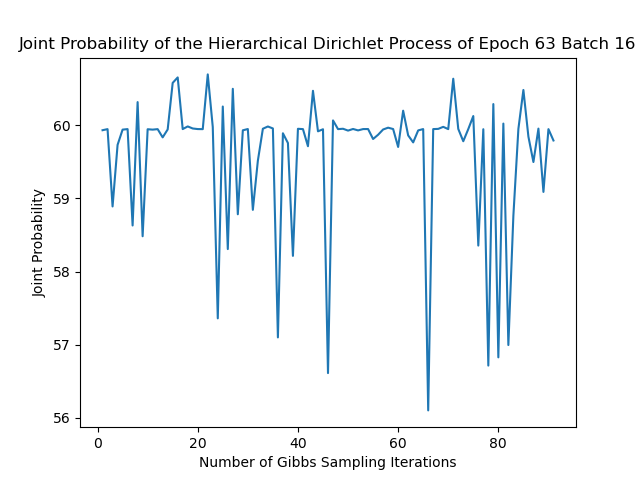 Joint Probability of the Hierarchical Dirichlet Process of Epoch 63 Batch 16
60
59
58
57
56
Joint Probability
0 20 40 60 80
Number of Gibbs Sampling Iterations